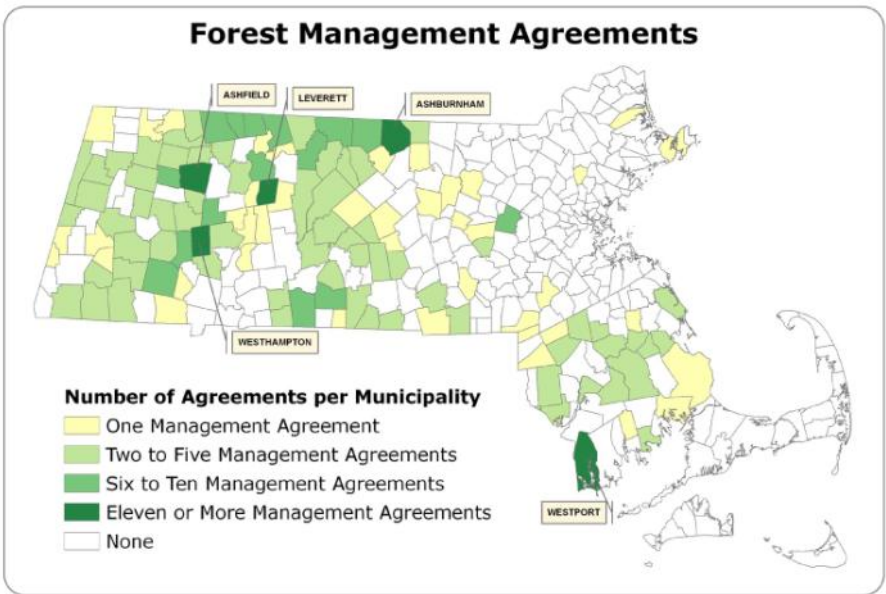 Forest Management Agreements
ASHFIELD
LEVERETT
ASHBURNHAM
WESTHAMPTON
Number of Agreements per Municipality
One Management Agreement
Two to Five Management Agreements
Six to Ten Management Agreements
Eleven or More Management Agreements
None
WESTPORT